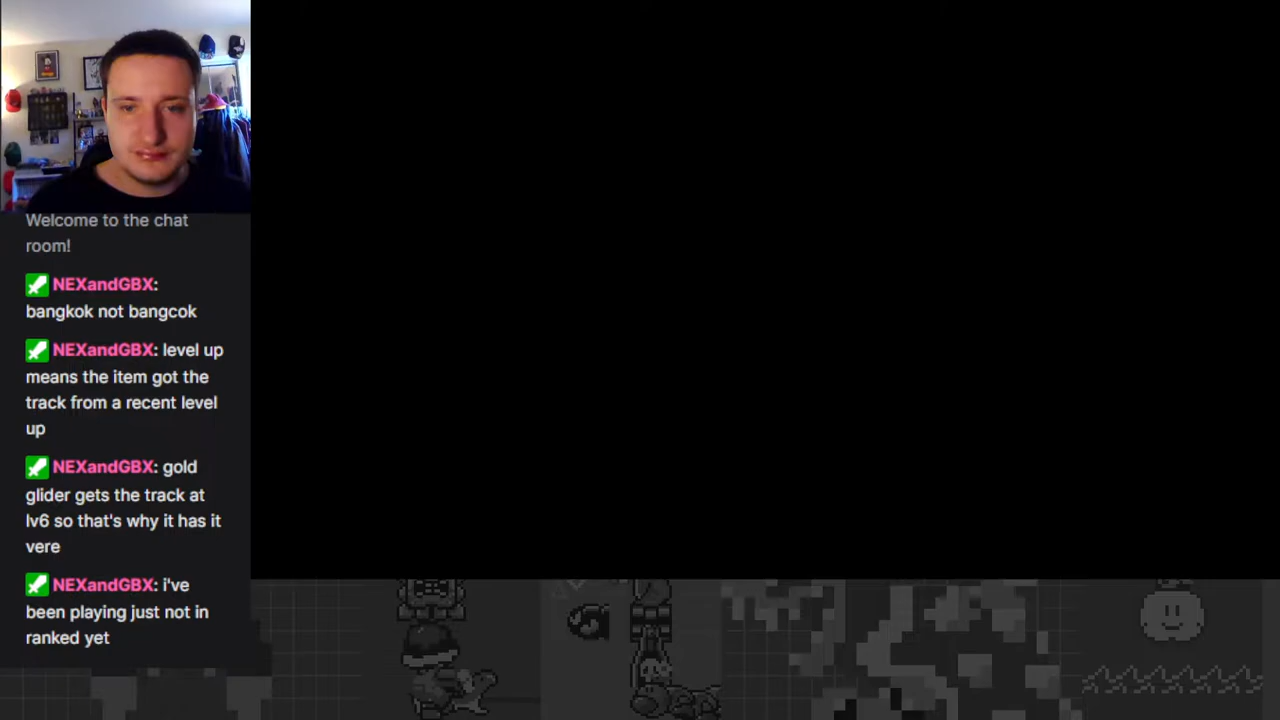 Welcome to the chat
room!
NEXandGBX:
bangkok not bangcok
NEXandGBX: level up
means the item got the
track from a recent level
up
NEXandGBX: gold
glider gets the track at
lv6 so that's why it has it
vere
NEXandGBX: i've
been playing just not in
ranked yet